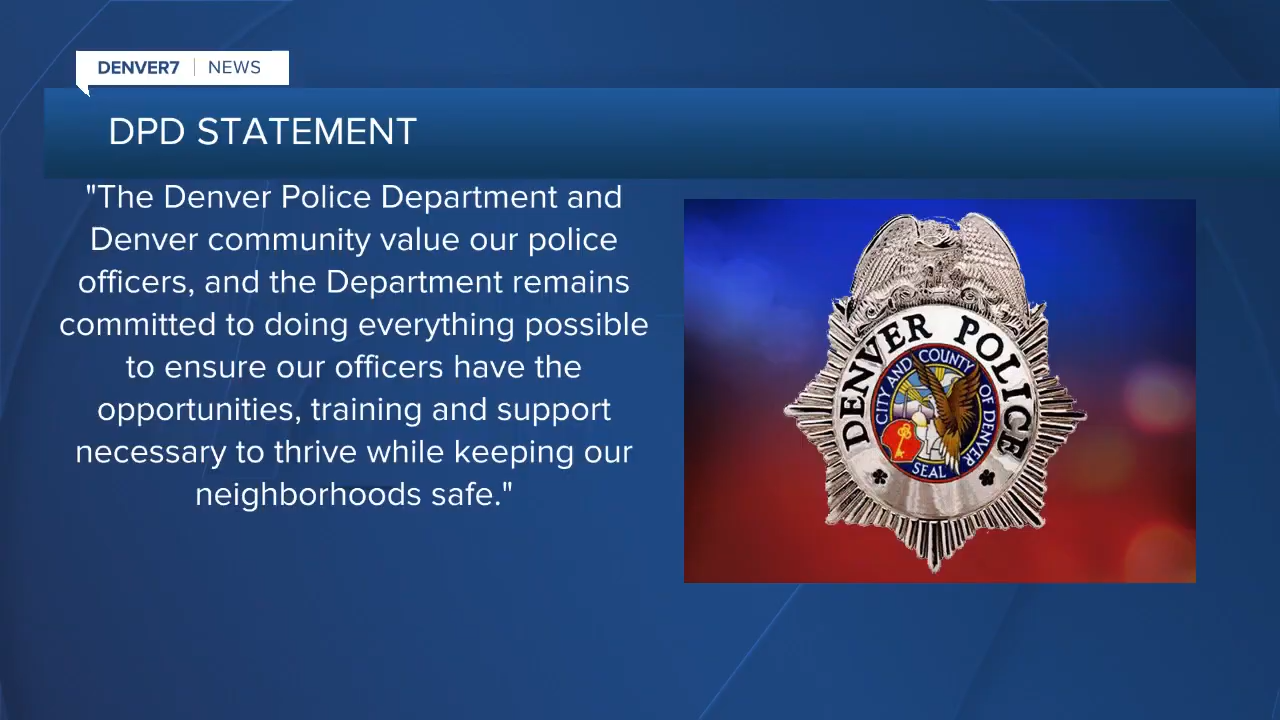 DENVER7 | NEWS
DPD STATEMENT
"The Denver Police Department and
Denver community value our police
officers, and the Department remains
committed to doing everything possible
to ensure our officers have the
opportunities, training and support
necessary to thrive while keeping our
neighborhoods safe."
DENVER POLICE
CITY AND COUNTY OF DENVER
SEAL